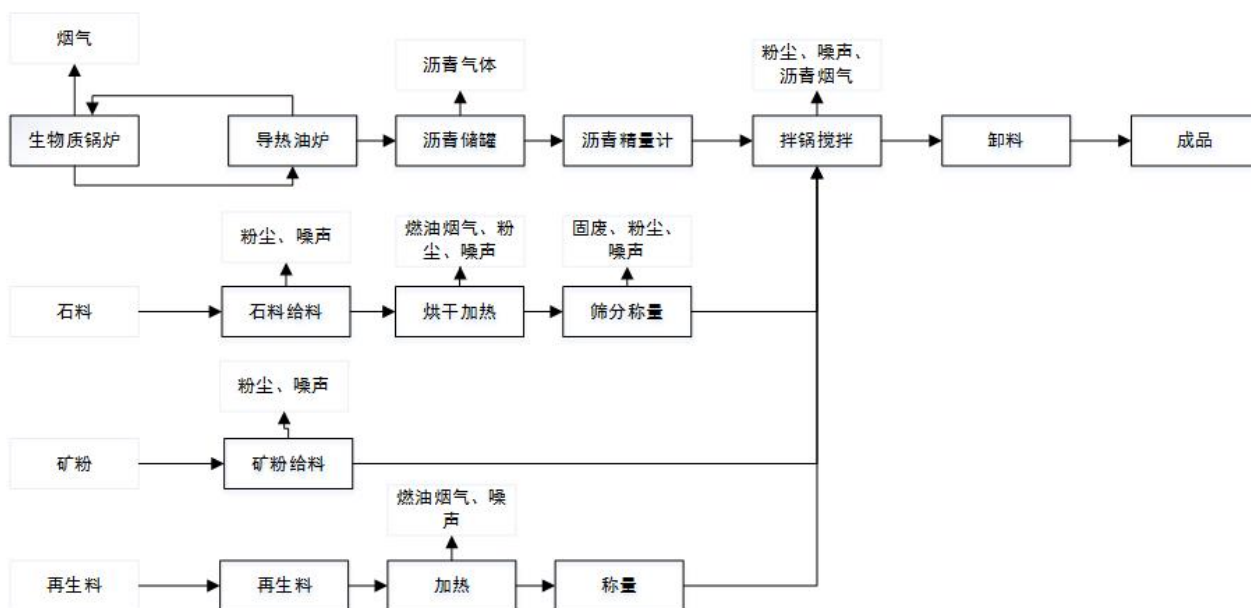 烟气
沥青气体
粉尘、噪声、
沥青烟气
生物质锅炉
导热油炉
沥青储罐
沥青精量计
拌锅搅拌
卸料
成品
粉尘、噪声
燃油烟气、粉
尘、噪声
固废、粉尘、
噪声
石料
石料给料
烘干加热
筛分称量
粉尘、噪声
矿粉
矿粉给料
燃油烟气、噪
声
再生料
再生料
加热
称量